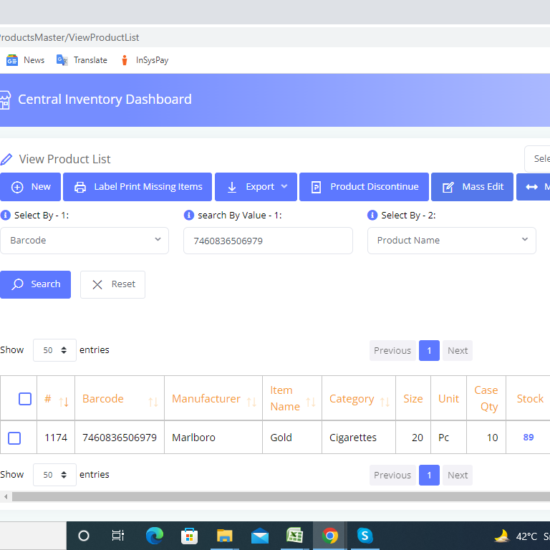 roductsMaster/ViewProductList
News Translate InSysPay
Central Inventory Dashboard
View Product List
Sele
New Label Print Missing Items Export Product Discontinue Mass Edit M
Select By - 1: search By Value - 1: Select By - 2:
Barcode 7460836506979 Product Name
Search Reset
Show 50 entries Previous 1 Next
# Barcode Manufacturer Item Name Category Size Unit Case Qty Stock
1174 7460836506979 Marlboro Gold Cigarettes 20 Pc 10 89
Show 50 entries Previous 1 Next
42°C S